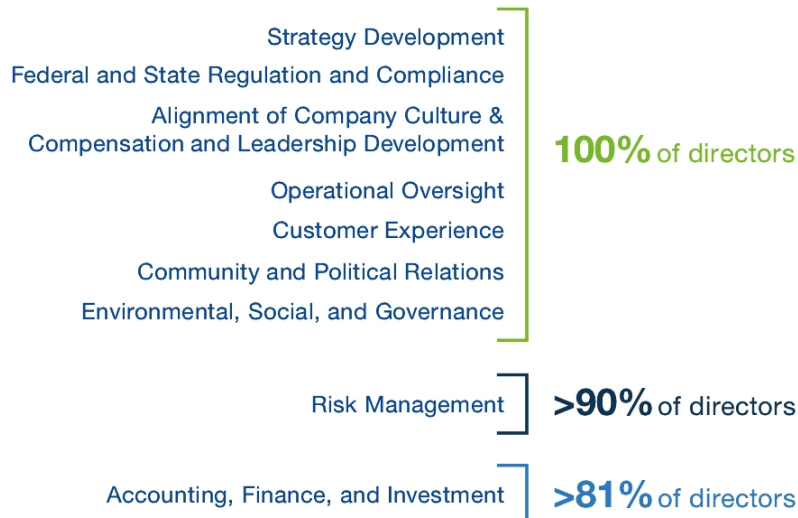 Strategy Development
Federal and State Regulation and Compliance
Alignment of Company Culture &
Compensation and Leadership Development
Operational Oversight
Customer Experience
Community and Political Relations
Environmental, Social, and Governance
100% of directors
Risk Management
>90% of directors
Accounting, Finance, and Investment
>81% of directors